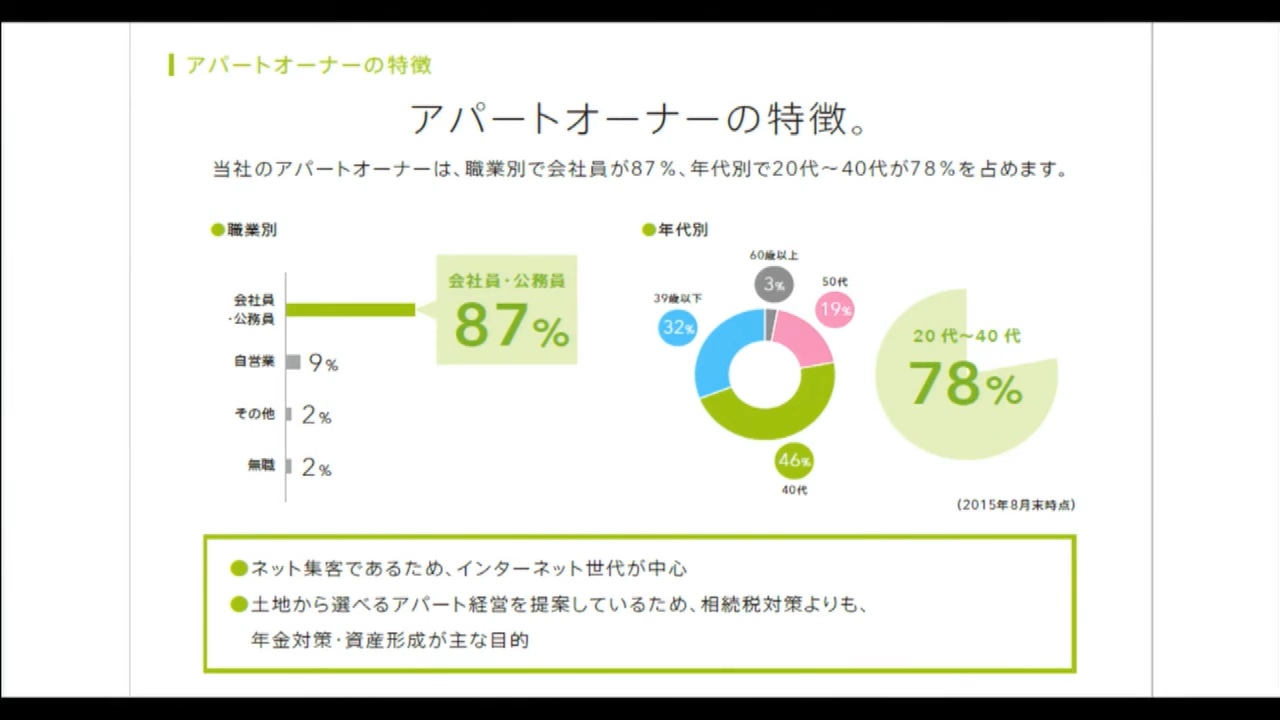 アパートオーナーの特徴
アパートオーナーの特徴。
当社のアパートオーナーは、職業別で会社員が87%、年代別で20代～40代が78%を占めます。
●職業別
会社員
・公務員
会社員・公務員
87%
自営業 9%
その他 2%
無職 2%
●年代別
60歳以上
3%
50代
19%
39歳以下
32%
46%
40代
20代～40代
78%
(2015年8月末時点)
●ネット集客であるため、インターネット世代が中心
●土地から選べるアパート経営を提案しているため、相続税対策よりも、
年金対策・資産形成が主な目的